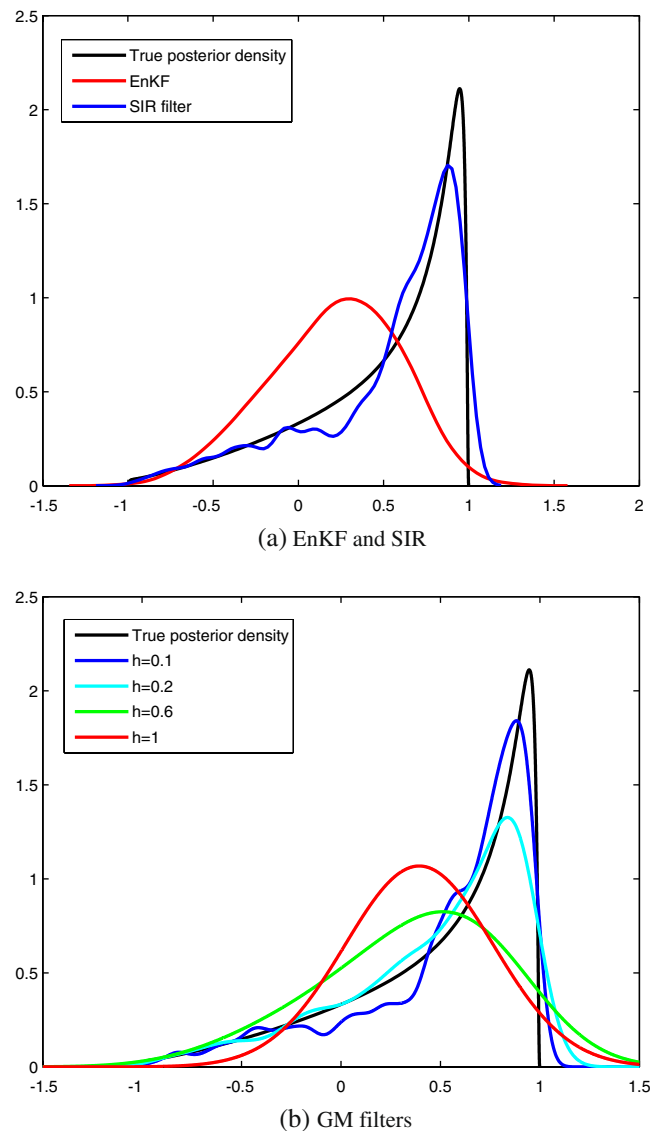 2.5
True posterior density
EnKF
SIR filter
2
1.5
1
0.5
0
-1.5 -1 -0.5 0 0.5 1 1.5 2
(a) EnKF and SIR
2.5
True posterior density
h=0.1
h=0.2
h=0.6
h=1
2
1.5
1
0.5
0
-1.5 -1 -0.5 0 0.5 1 1.5
(b) GM filters